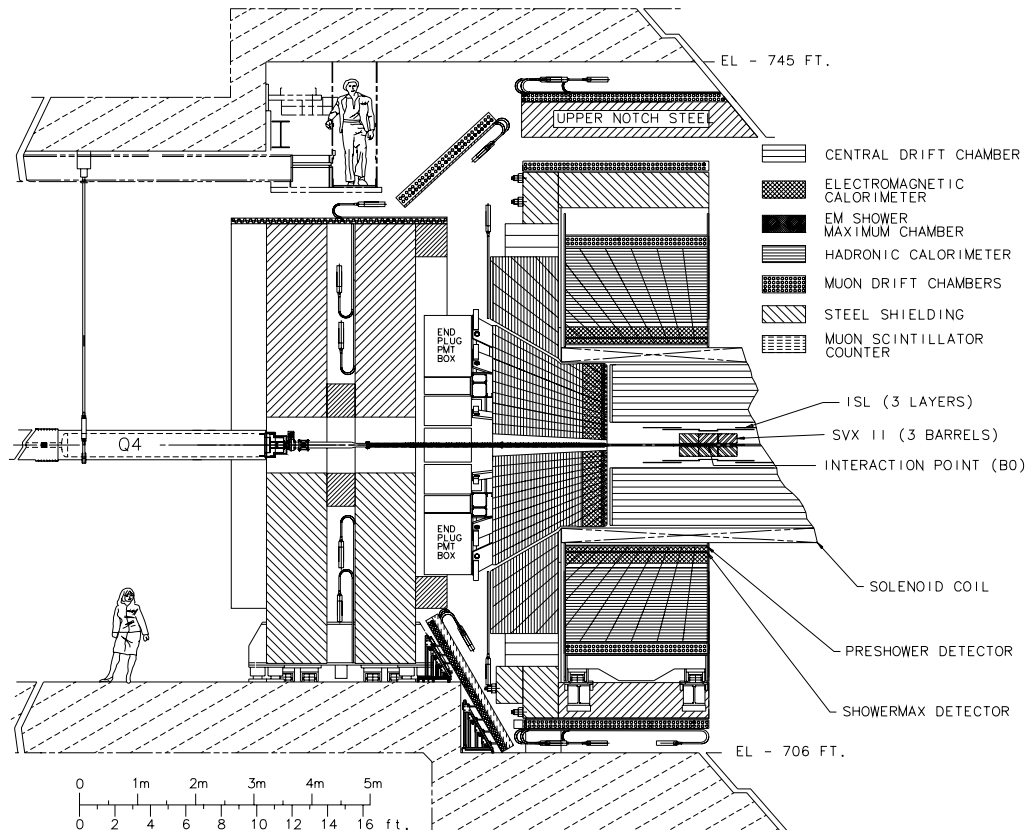 EL - 745 FT.
UPPER NOTCH STEEL
CENTRAL DRIFT CHAMBER
ELECTROMAGNETIC
CALORIMETER
EM SHOWER
MAXIMUM CHAMBER
HADRONIC CALORIMETER
MUON DRIFT CHAMBERS
STEEL SHIELDING
MUON SCINTILLATOR
COUNTER
END
PLUG
PMT
BOX
ISL (3 LAYERS)
SVX II (3 BARRELS)
INTERACTION POINT (B0)
Q4
END
PLUG
PMT
BOX
SOLENOID COIL
PRESHOWER DETECTOR
SHOWERMAX DETECTOR
EL - 706 FT.
0 1m 2m 3m 4m 5m
0 2 4 6 8 10 12 14 16 ft.